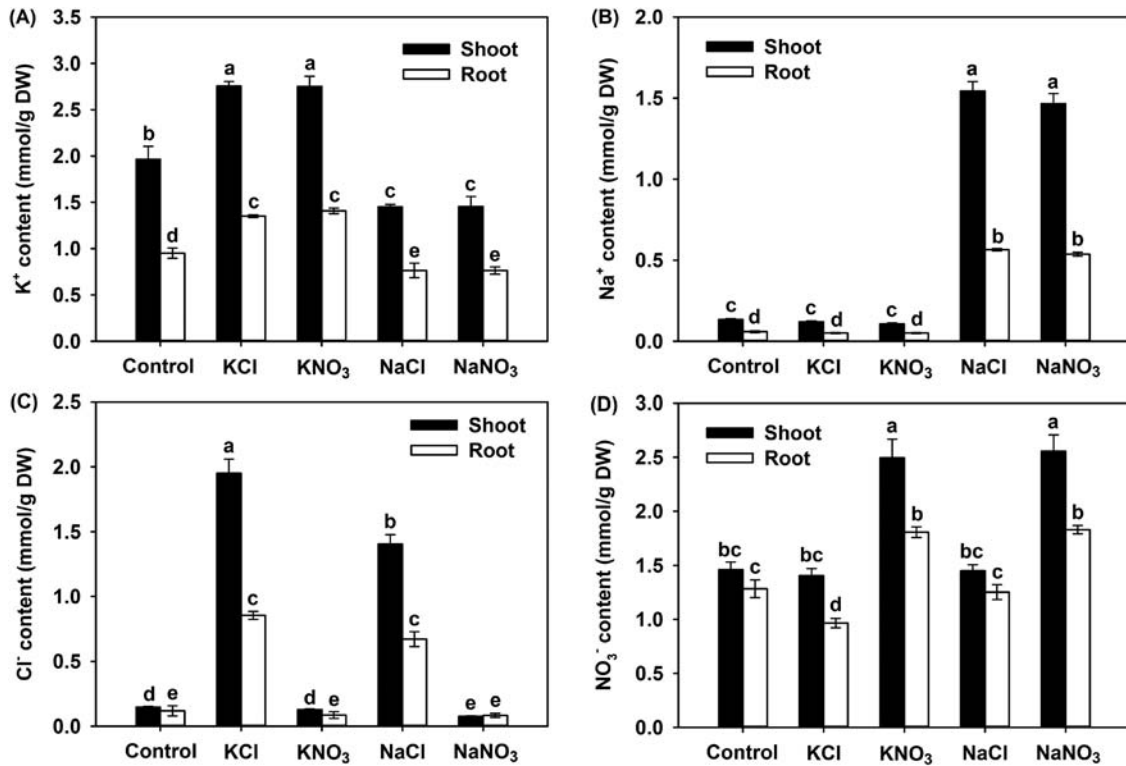 (A)
K⁺ content (mmol/g DW)
3.5
3.0
2.5
2.0
1.5
1.0
0.5
0.0
Shoot
Root
b
d
a
c
a
c
c
e
c
e
Control KCl KNO₃ NaCl NaNO₃
(B)
Na⁺ content (mmol/g DW)
2.0
1.5
1.0
0.5
0.0
Shoot
Root
c
d
c
d
c
d
a
b
a
b
Control KCl KNO₃ NaCl NaNO₃
(C)
Cl⁻ content (mmol/g DW)
2.5
2.0
1.5
1.0
0.5
0.0
Shoot
Root
d
e
a
c
d
e
b
c
e
e
Control KCl KNO₃ NaCl NaNO₃
(D)
NO₃⁻ content (mmol/g DW)
3.0
2.5
2.0
1.5
1.0
0.5
0.0
Shoot
Root
bc
c
bc
d
a
b
bc
c
a
b
Control KCl KNO₃ NaCl NaNO₃